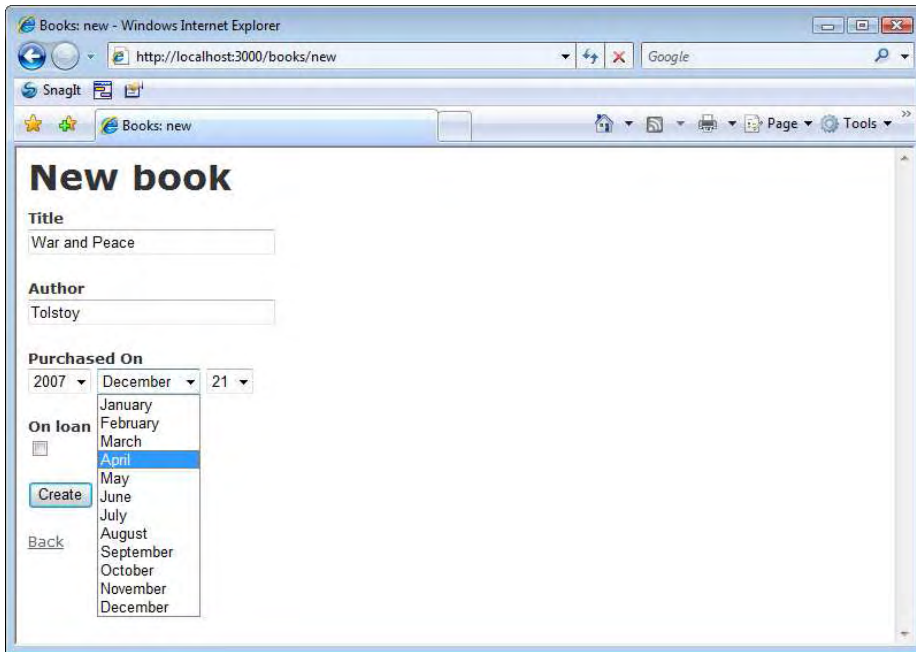 Books: new - Windows Internet Explorer
http://localhost:3000/books/new
Google
SnagIt
Books: new
Page
Tools
New book
Title
War and Peace
Author
Tolstoy
Purchased On
2007 December 21
On loan
January
February
March
April
May
June
July
August
September
October
November
December
Create
Back